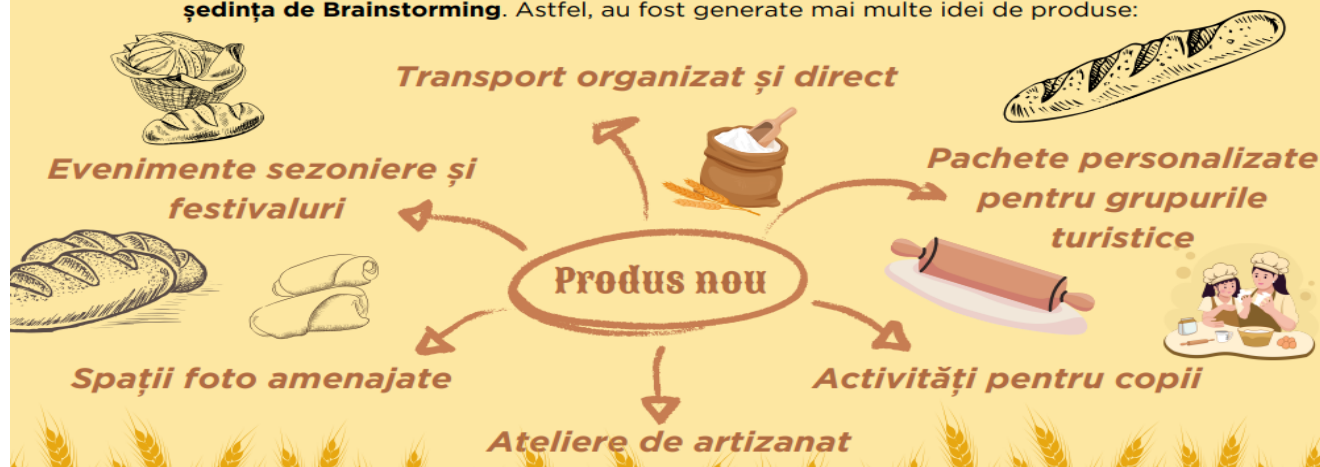 ședința de Brainstorming. Astfel, au fost generate mai multe idei de produse:
Transport organizat și direct
Evenimente sezoniere și
festivaluri
Pachete personalizate
pentru grupurile
turistice
Produs nou
Spații foto amenajate
Activități pentru copii
Ateliere de artizanat